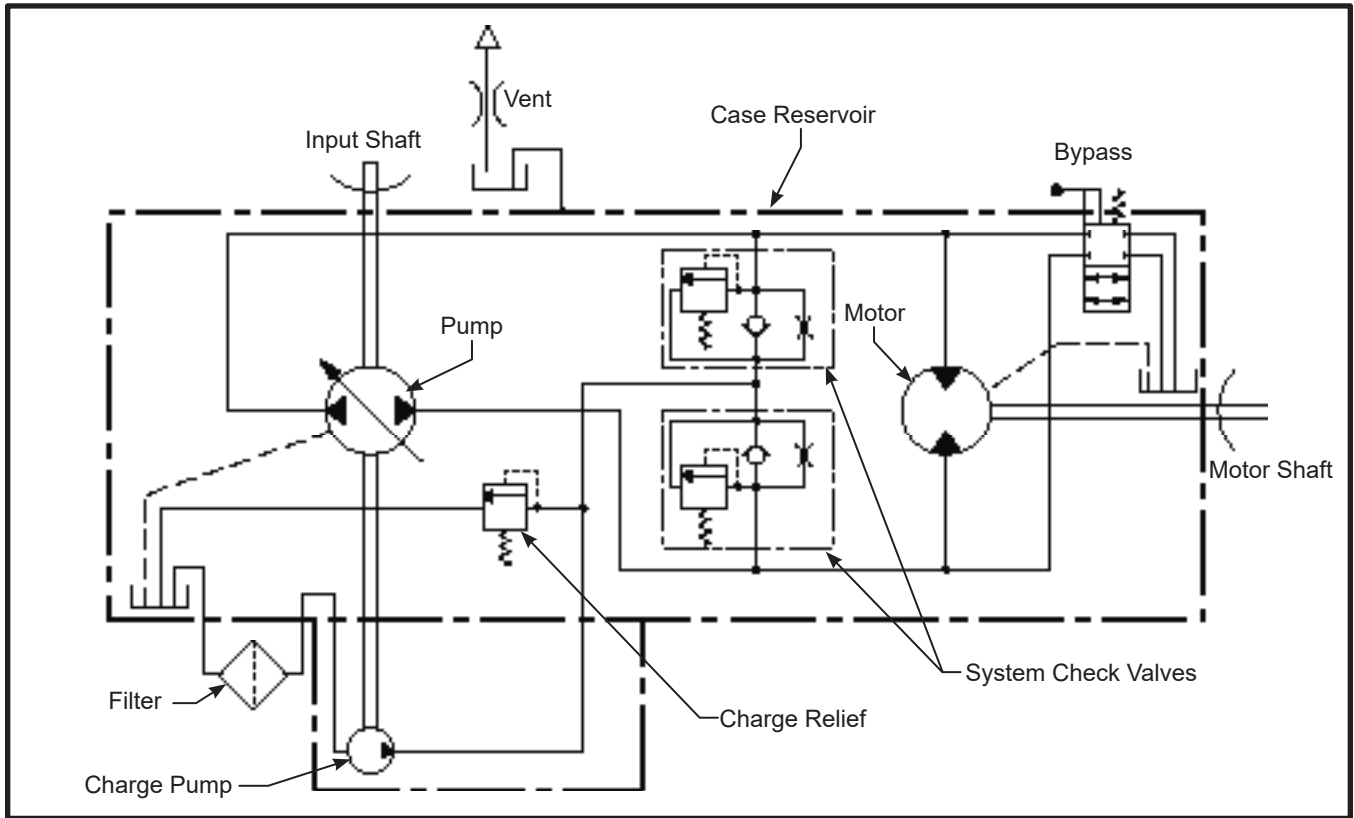 Vent
Case Reservoir
Input Shaft
Bypass
Motor
Pump
Motor Shaft
System Check Valves
Filter
Charge Relief
Charge Pump